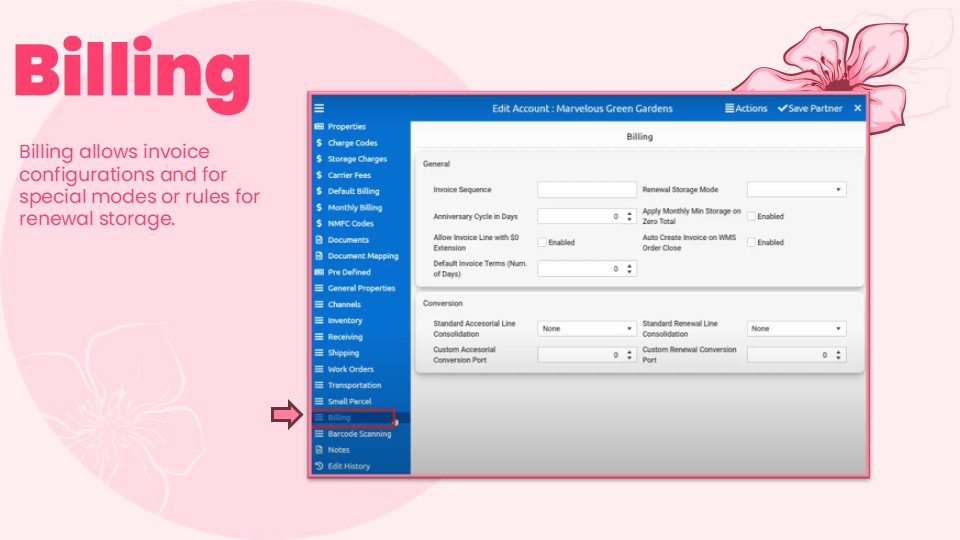 Billing
Billing allows invoice
configurations and for
special modes or rules for
renewal storage.
Edit Account : Marvelous Green Gardens
Actions
Save Partner
Properties
Charge Codes
Storage Charges
Carrier Fees
Default Billing
Monthly Billing
NMFC Codes
Documents
Document Mapping
Pre Defined
General Properties
Channels
Inventory
Receiving
Shipping
Work Orders
Transportation
Small Parcel
Billing
Barcode Scanning
Notes
Edit History
Billing
General
Invoice Sequence
Renewal Storage Mode
Anniversary Cycle in Days
0
Apply Monthly Min Storage on
Zero Total
Enabled
Allow Invoice Line with $0
Extension
Enabled
Auto Create Invoice on WMS
Order Close
Enabled
Default Invoice Terms (Num.
of Days)
0
Conversion
Standard Accesorial Line
Consolidation
None
Standard Renewal Line
Consolidation
None
Custom Accesorial
Conversion Port
0
Custom Renewal Conversion
Port
0